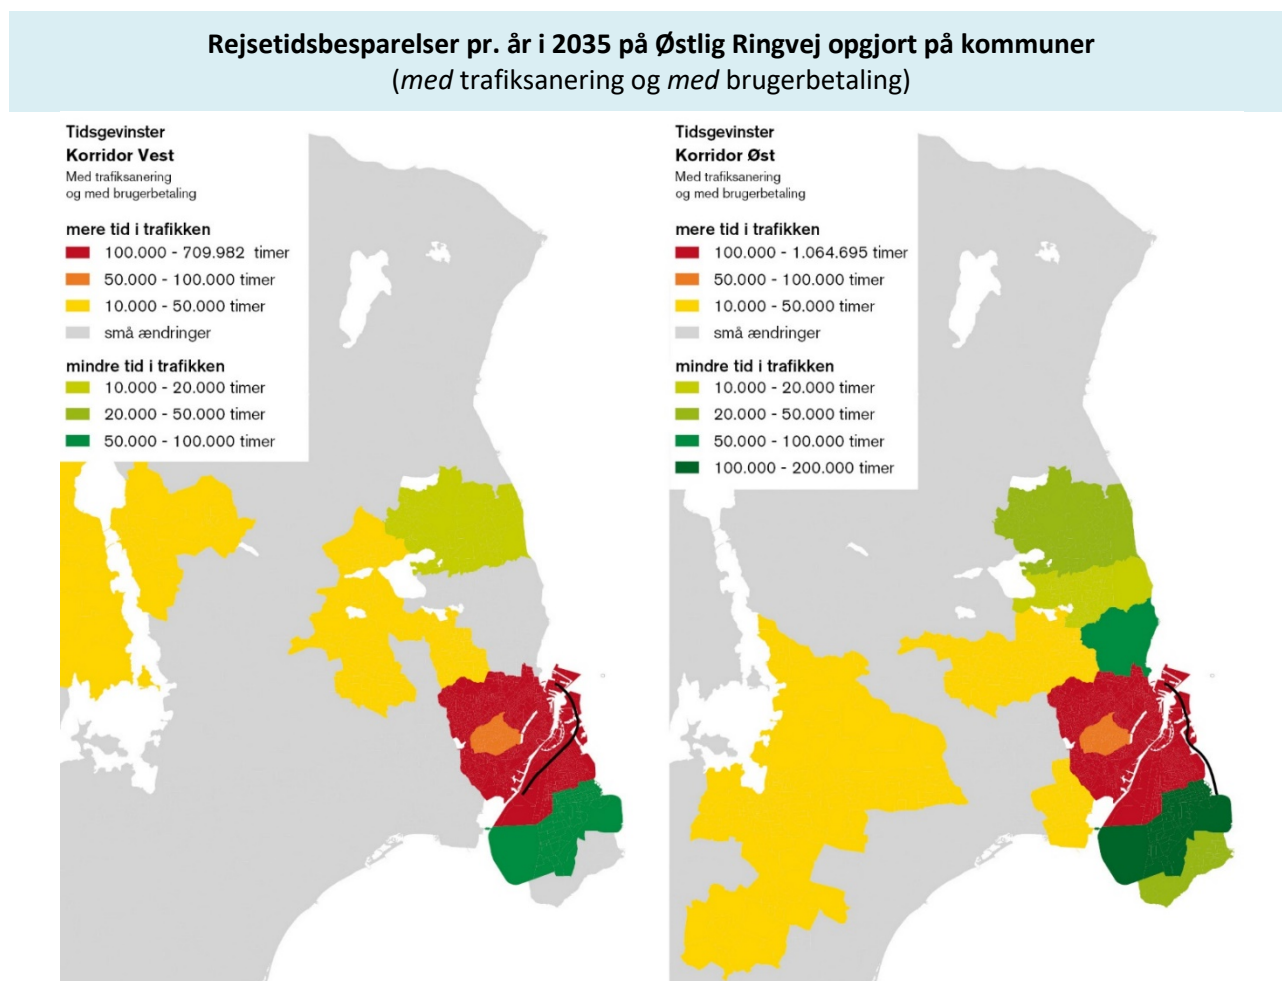 Rejsetidsbesparelser pr. år i 2035 på Østlig Ringvej opgjort på kommuner
(med trafiksanering og med brugerbetaling)
Tidsgevinster
Korridor Vest
Med trafiksanering
og med brugerbetaling
mere tid i trafikken
100.000 - 709.982 timer
50.000 - 100.000 timer
10.000 - 50.000 timer
små ændringer
mindre tid i trafikken
10.000 - 20.000 timer
20.000 - 50.000 timer
50.000 - 100.000 timer
Tidsgevinster
Korridor Øst
Med trafiksanering
og med brugerbetaling
mere tid i trafikken
100.000 - 1.064.695 timer
50.000 - 100.000 timer
10.000 - 50.000 timer
små ændringer
mindre tid i trafikken
10.000 - 20.000 timer
20.000 - 50.000 timer
50.000 - 100.000 timer
100.000 - 200.000 timer